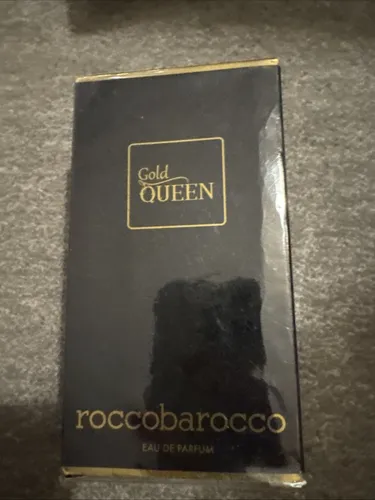 Gold
QUEEN
roccobarocco
EAU DE PARFUM